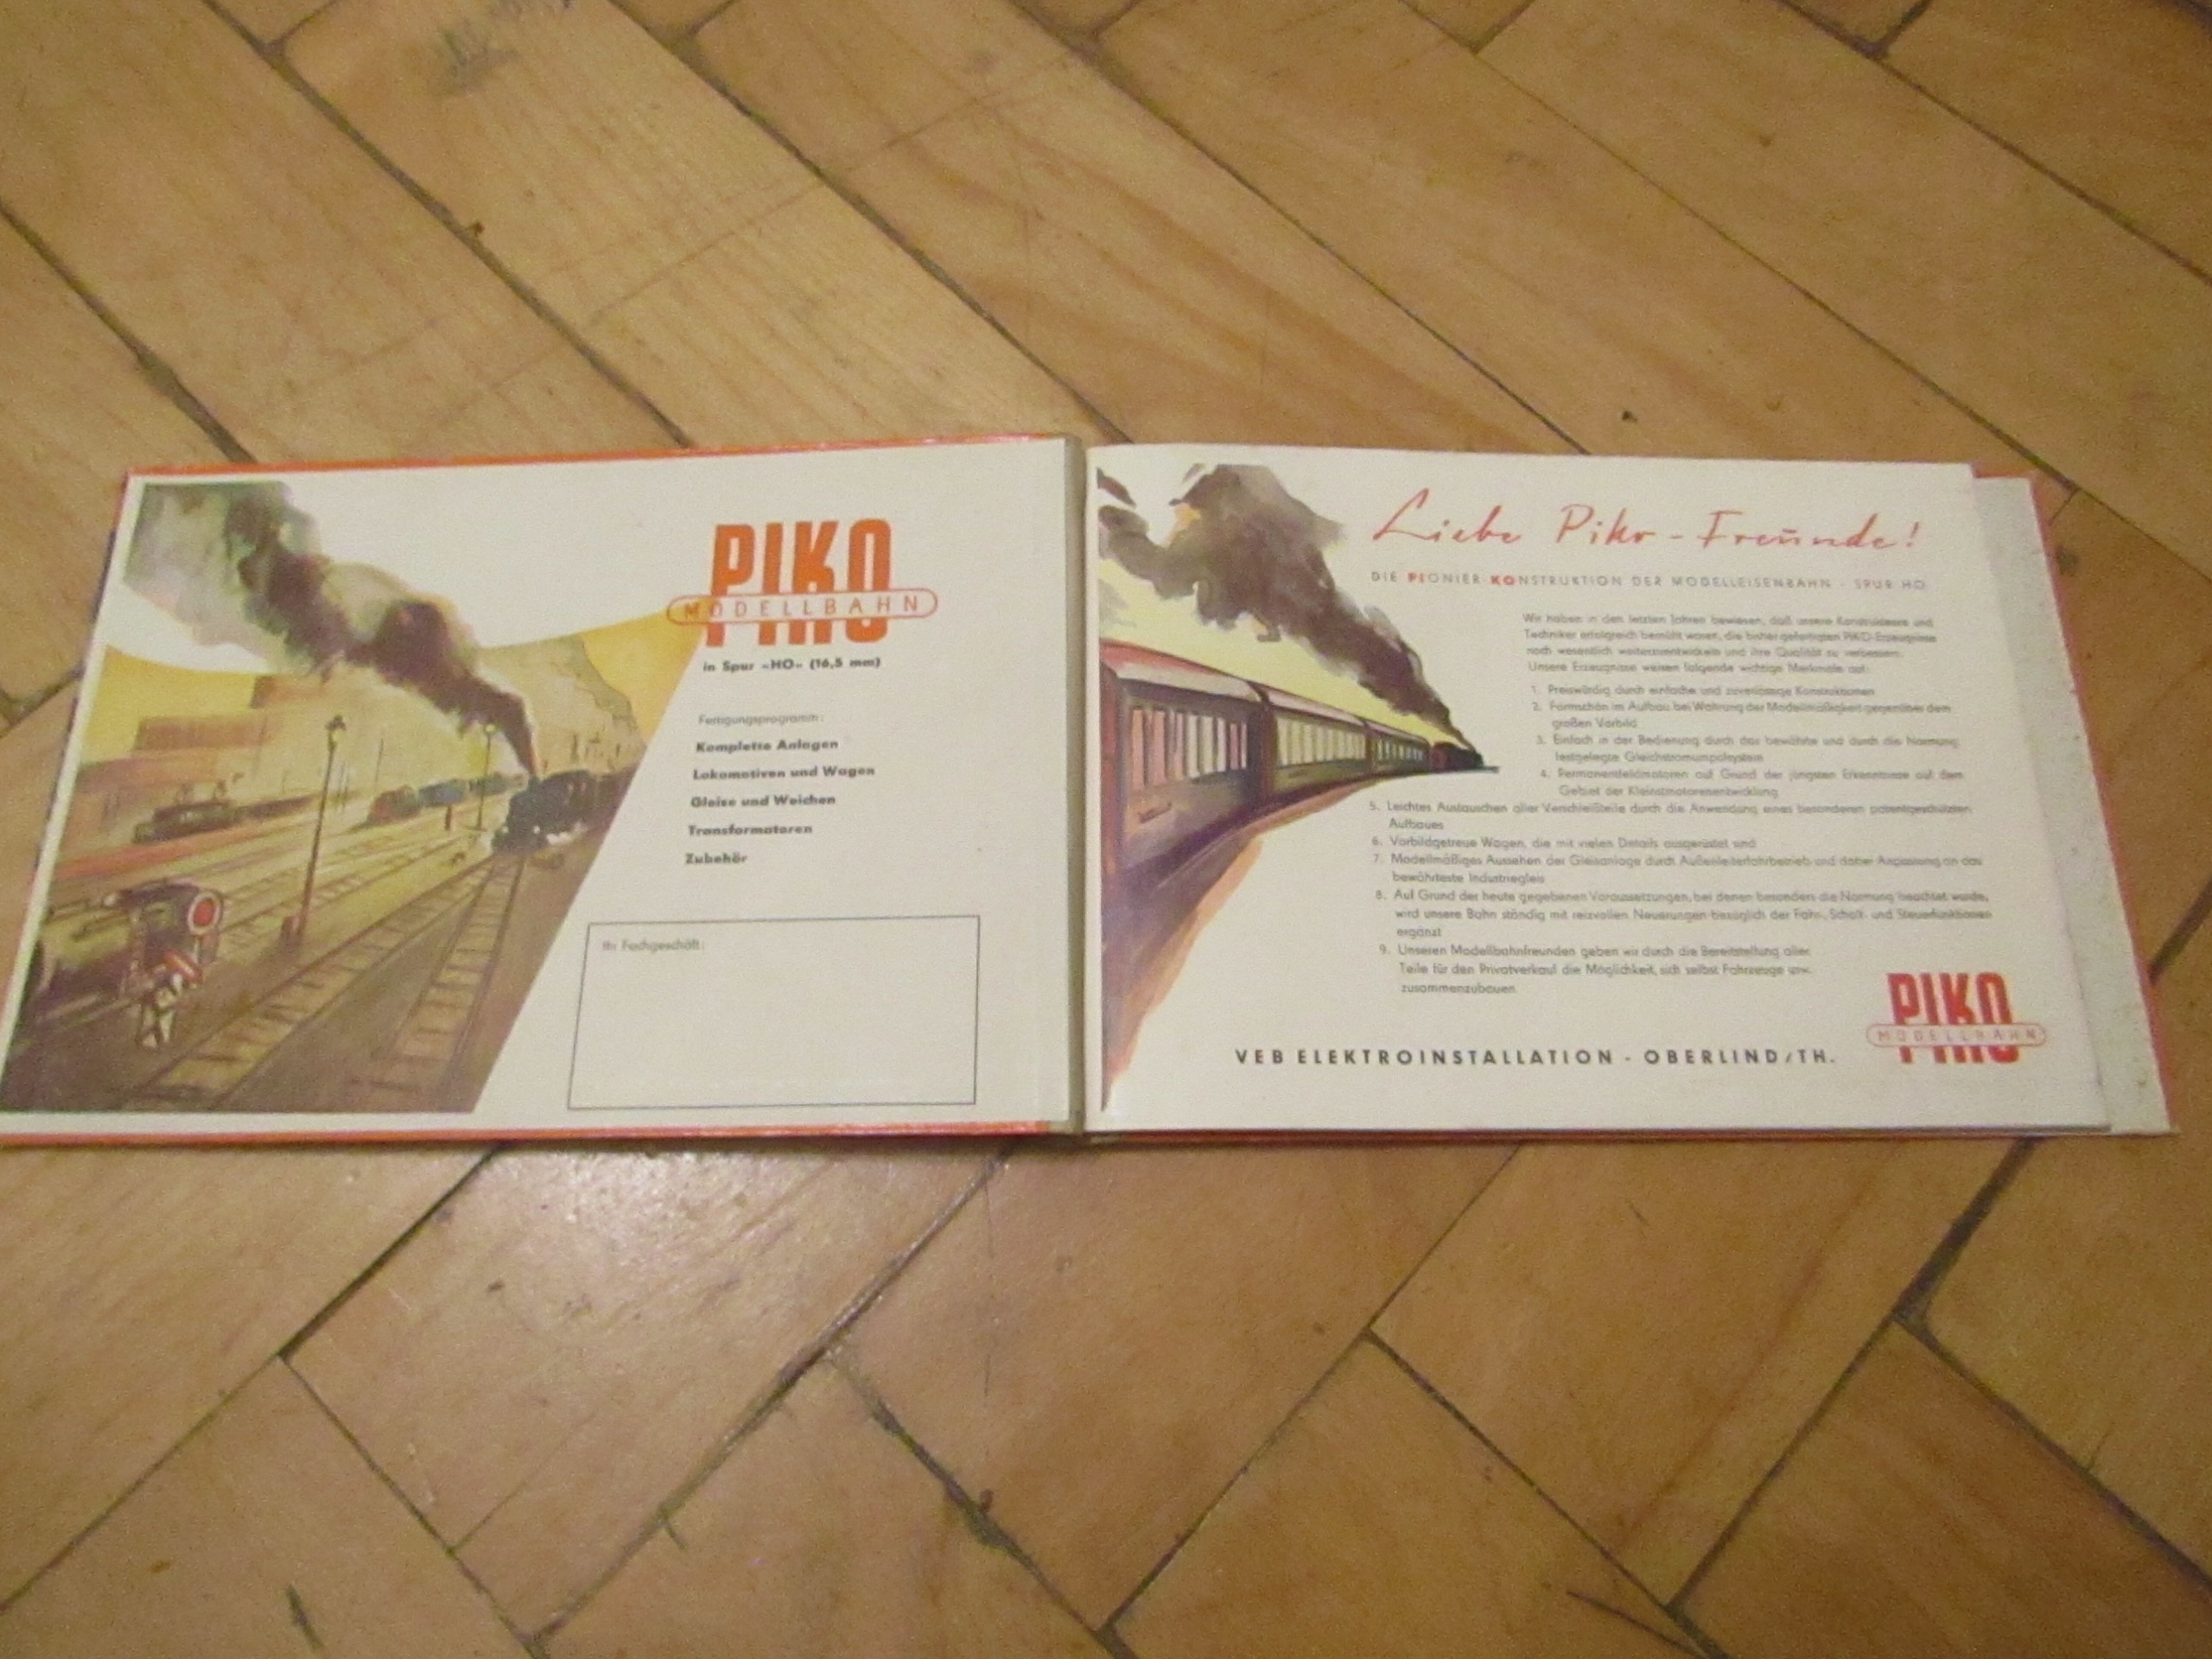 PIKO
MODELLBAHN
in Spur »HO« (16,5 mm)
Fertigungsprogramm:
Komplette Anlagen
Lokomotiven und Wagen
Gleise und Weichen
Transformatoren
Zubehör
Ihr Fachgeschäft:
Liebe Piko-Freunde!
DIE PIONIER-KONSTRUKTION DER MODELLEISENBAHN - SPUR HO
Wir haben in den letzten Jahren bewiesen, daß unsere Konstrukteure und
Techniker erfolgreich bemüht waren, die bisher gefertigten PIKO-Erzeugnisse
noch wesentlich weiterzuentwickeln und ihre Qualität zu verbessern.
Unsere Erzeugnisse weisen folgende wichtige Merkmale auf:
1. Preiswürdig durch einfache und zuverlässige Konstruktionen
2. Formschön im Aufbau bei Wahrung der Modellmäßigkeit gegenüber dem
großen Vorbild
3. Einfach in der Bedienung durch das bewährte und durch die Normung
festgelegte Gleichstromumpolsystem
4. Permanentfeldmotoren auf Grund der jüngsten Erkenntnisse auf dem
Gebiet der Kleinstmotorenentwicklung
5. Leichtes Austauschen aller Verschleißteile durch die Anwendung eines besonderen patentgeschützten
Aufbaues
6. Vorbildgetreue Wagen, die mit vielen Details ausgerüstet sind
7. Modellmäßiges Aussehen der Gleisanlage durch Außenleiterfahrbetrieb und daher Anpassung an das
bewährteste Industriegleis
8. Auf Grund der heute gegebenen Voraussetzungen, bei denen besonders die Normung beachtet wurde,
wird unsere Bahn ständig mit reizvollen Neuerungen bezüglich der Fahr-, Schalt- und Steuerfunktionen
ergänzt
9. Unseren Modellbahnfreunden geben wir durch die Bereitstellung aller
Teile für den Privatverkauf die Möglichkeit, sich selbst Fahrzeuge usw.
zusammenzubauen.
VEB ELEKTROINSTALLATION - OBERLIND/TH.
PIKO
MODELLBAHN